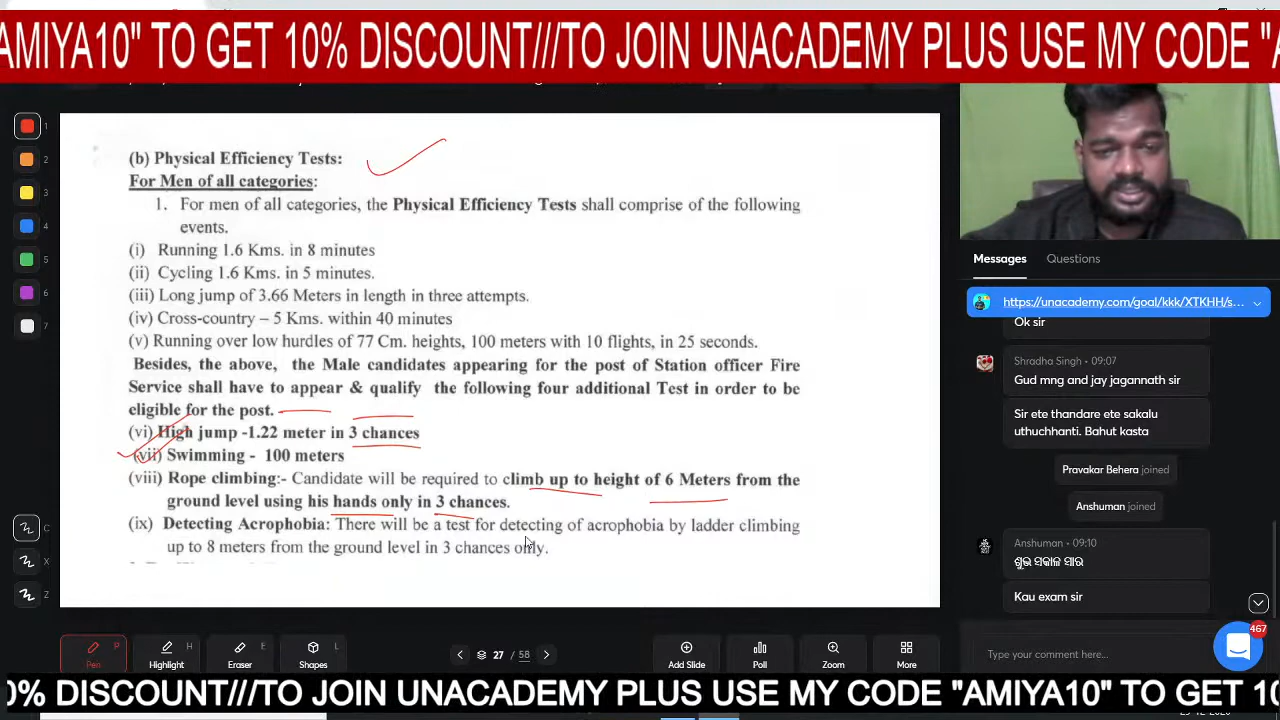 AMIYA10" TO GET 10% DISCOUNT///TO JOIN UNACADEMY PLUS USE MY CODE "A
(b) Physical Efficiency Tests:
For Men of all categories:
1. For men of all categories, the Physical Efficiency Tests shall comprise of the following
events.
(i) Running 1.6 Kms. in 8 minutes
(ii) Cycling 1.6 Kms. in 5 minutes.
(iii) Long jump of 3.66 Meters in length in three attempts.
(iv) Cross-country – 5 Kms. within 40 minutes
(v) Running over low hurdles of 77 Cm. heights, 100 meters with 10 flights, in 25 seconds.
Besides, the above, the Male candidates appearing for the post of Station officer Fire
Service shall have to appear & qualify the following four additional Test in order to be
eligible for the post.
(vi) High jump -1.22 meter in 3 chances
(vii) Swimming - 100 meters
(viii) Rope climbing:- Candidate will be required to climb up to height of 6 Meters from the
ground level using his hands only in 3 chances.
(ix) Detecting Acrophobia: There will be a test for detecting of acrophobia by ladder climbing
up to 8 meters from the ground level in 3 chances only.
1
2
3
4
5
6
7
C
X
Z
Messages Questions
https://unacademy.com/goal/kkk/XTKHH/s...
Ok sir
Shradha Singh • 09:07
Gud mng and jay jagannath sir
Sir ete thandare ete sakalu
uthuchhanti. Bahut kasta
Pravakar Behera joined
Anshuman joined
Anshuman • 09:10
ଶୁଭ ସକାଳ ସାର
Kau exam sir
467
Type your comment here...
Pen P
Highlight H
Eraser E
Shapes L
27 / 58
Add Slide
Poll
Zoom
More
0% DISCOUNT///TO JOIN UNACADEMY PLUS USE MY CODE "AMIYA10" TO GET 10